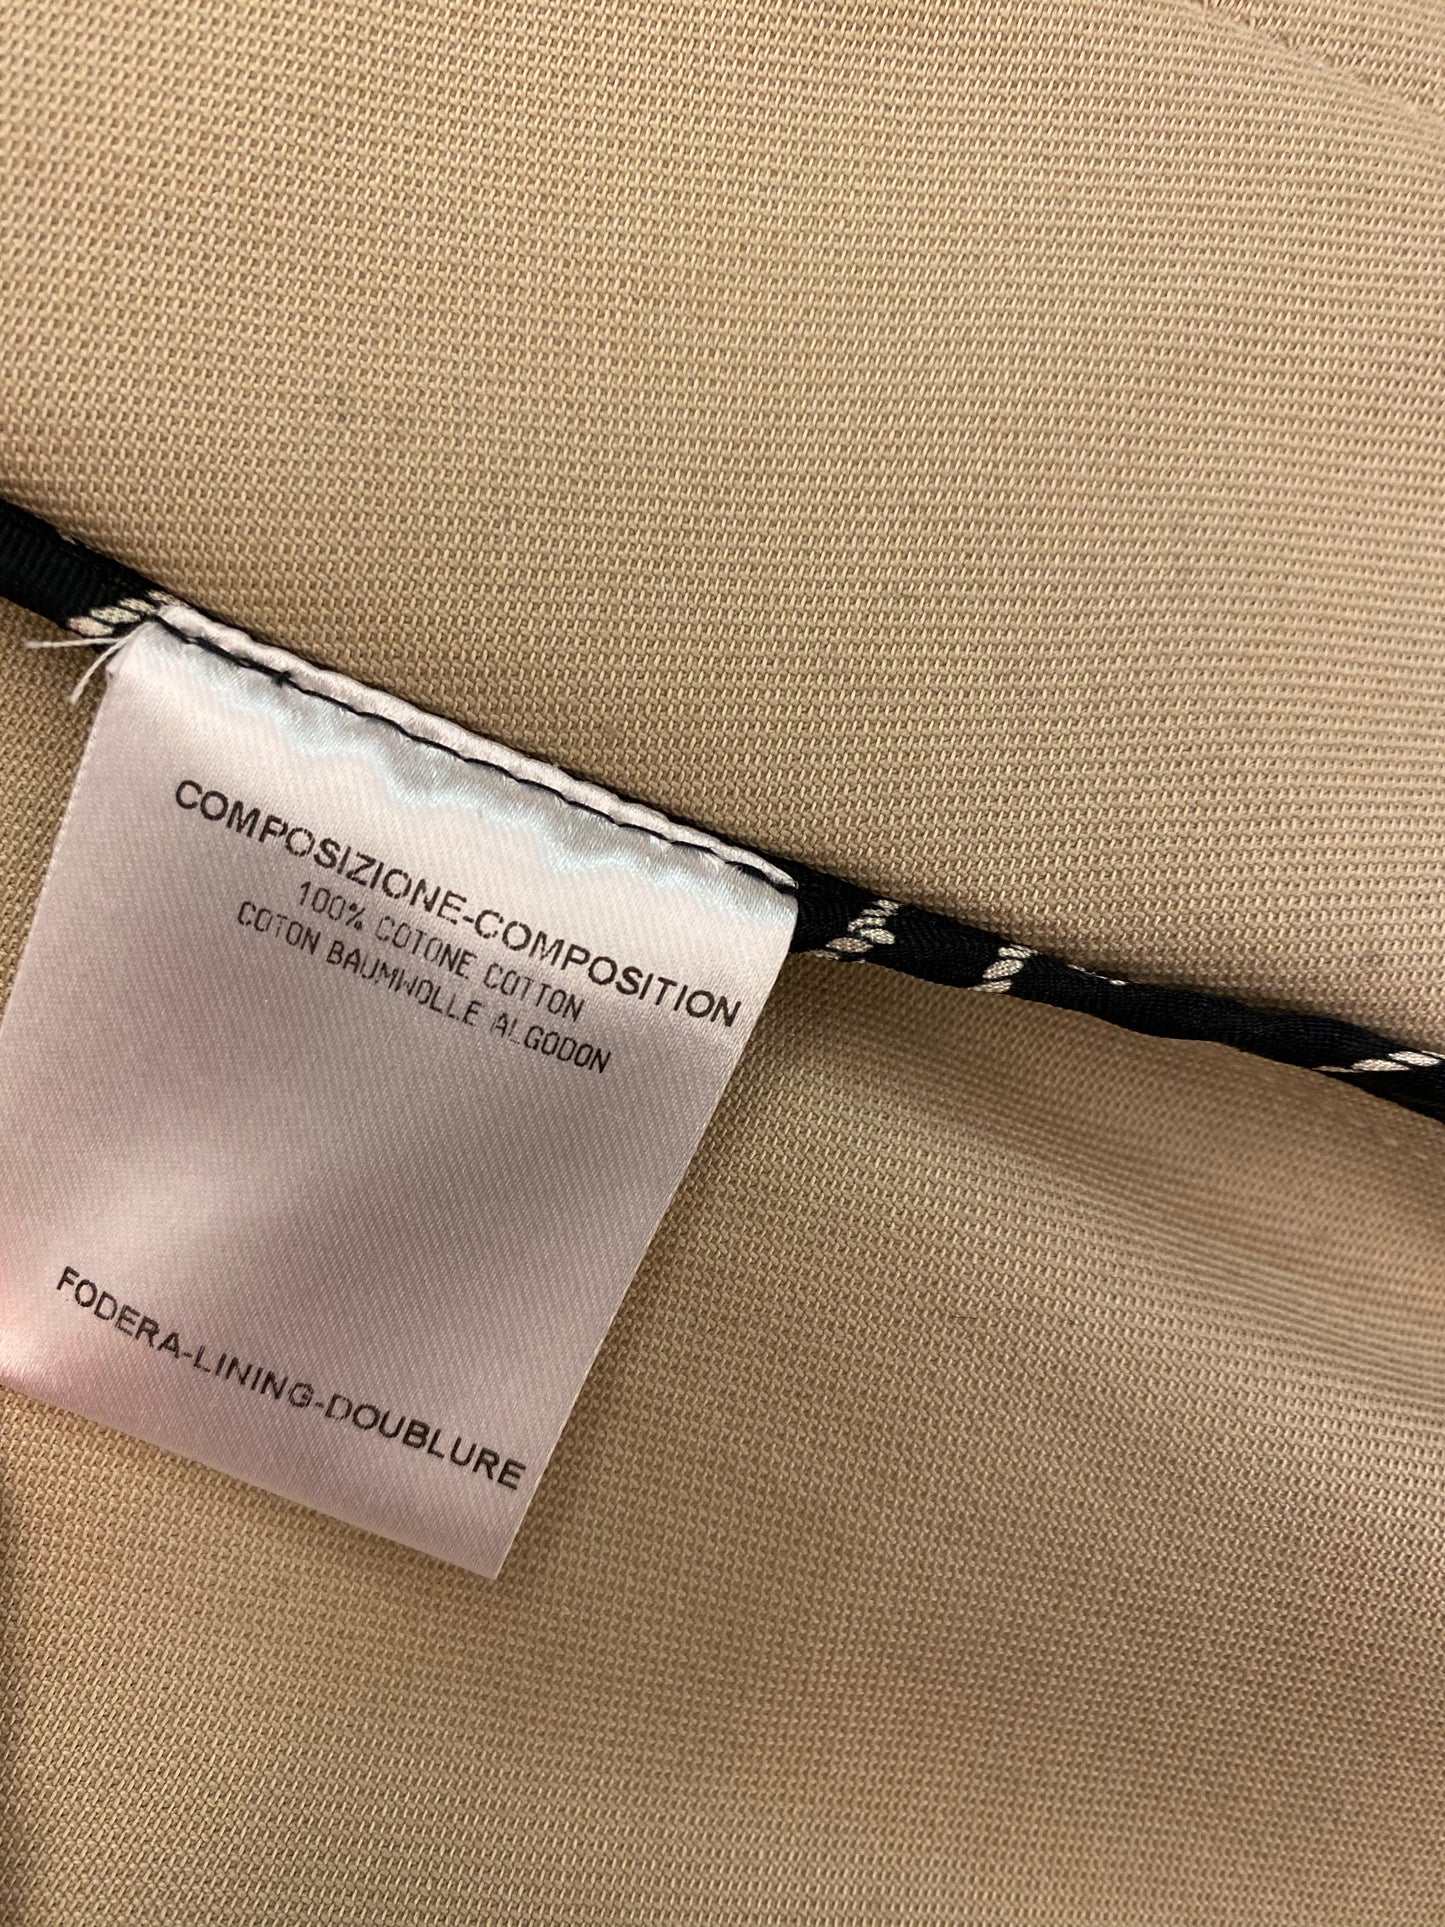 COMPOSIZIONE-COMPOSITION
100% COTONE COTTON
COTON BAUMWOLLE ALGODON
FODERA-LINING-DOUBLURE